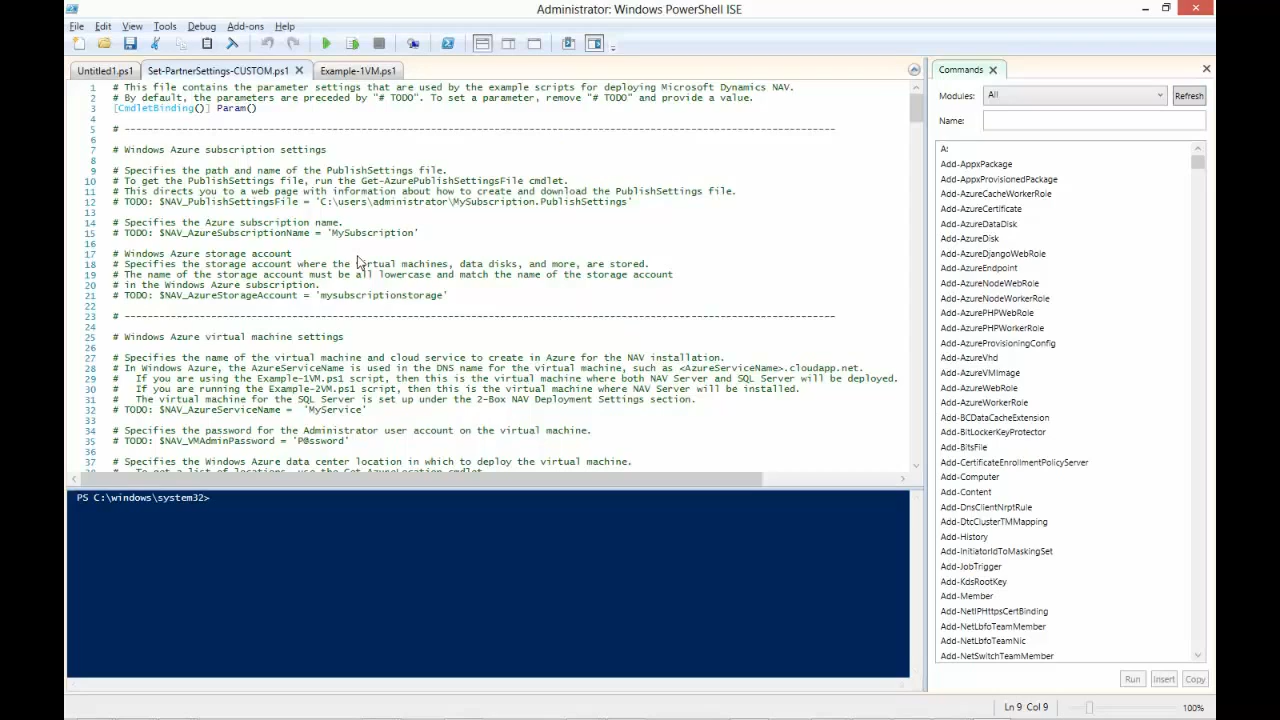 Administrator: Windows PowerShell ISE
File Edit View Tools Debug Add-ons Help
Untitled1.ps1 Set-PartnerSettings-CUSTOM.ps1 Example-1VM.ps1
1 # This file contains the parameter settings that are used by the example scripts for deploying Microsoft Dynamics NAV.
2 # By default, the parameters are preceded by "# TODO". To set a parameter, remove "# TODO" and provide a value.
3 [CmdletBinding()] Param()
4
5 # ----------------------------------------------------------------------------------------
6
7 # Windows Azure subscription settings
8
9 # Specifies the path and name of the PublishSettings file.
10 # To get the PublishSettings file, run the Get-AzurePublishSettingsFile cmdlet.
11 # This directs you to a web page with information about how to create and download the PublishSettings file.
12 # TODO: $NAV_PublishSettingsFile = 'C:\users\administrator\MySubscription.PublishSettings'
13
14 # Specifies the Azure subscription name.
15 # TODO: $NAV_AzureSubscriptionName = 'MySubscription'
16
17 # Windows Azure storage account
18 # Specifies the storage account where the virtual machines, data disks, and more, are stored.
19 # The name of the storage account must be all lowercase and match the name of the storage account
20 # in the Windows Azure subscription.
21 # TODO: $NAV_AzureStorageAccount = 'mysubscriptionstorage'
22
23 # ----------------------------------------------------------------------------------------
24
25 # Windows Azure virtual machine settings
26
27 # Specifies the name of the virtual machine and cloud service to create in Azure for the NAV installation.
28 # In Windows Azure, the AzureServiceName is used in the DNS name for the virtual machine, such as <AzureServiceName>.cloudapp.net.
29 #   If you are using the Example-1VM.ps1 script, then this is the virtual machine where both NAV Server and SQL Server will be deployed.
30 #   If you are running the Example-2VM.ps1 script, then this is the virtual machine where NAV Server will be installed.
31 #   The virtual machine for the SQL Server is set up under the 2-Box NAV Deployment Settings section.
32 # TODO: $NAV_AzureServiceName =  'MyService'
33
34 # Specifies the password for the Administrator user account on the virtual machine.
35 # TODO: $NAV_VMAdminPassword = 'P@ssword'
36
37 # Specifies the Windows Azure data center location in which to deploy the virtual machine.
38 #   To get a list of locations, use the Get-AzureLocation cmdlet.
PS C:\windows\system32>
Commands
Modules: All Refresh
Name:
A:
Add-AppxPackage
Add-AppxProvisionedPackage
Add-AzureCacheWorkerRole
Add-AzureCertificate
Add-AzureDataDisk
Add-AzureDisk
Add-AzureDjangoWebRole
Add-AzureEndpoint
Add-AzureNodeWebRole
Add-AzureNodeWorkerRole
Add-AzurePHPWebRole
Add-AzurePHPWorkerRole
Add-AzureProvisioningConfig
Add-AzureVhd
Add-AzureVMImage
Add-AzureWebRole
Add-AzureWorkerRole
Add-BCDataCacheExtension
Add-BitLockerKeyProtector
Add-BitsFile
Add-CertificateEnrollmentPolicyServer
Add-Computer
Add-Content
Add-DnsClientNrptRule
Add-DtcClusterTMMapping
Add-History
Add-InitiatorIdToMaskingSet
Add-JobTrigger
Add-KdsRootKey
Add-Member
Add-NetIPHttpsCertBinding
Add-NetLbfoTeamMember
Add-NetLbfoTeamNic
Add-NetSwitchTeamMember
Run Insert Copy
Ln 9 Col 9 100%